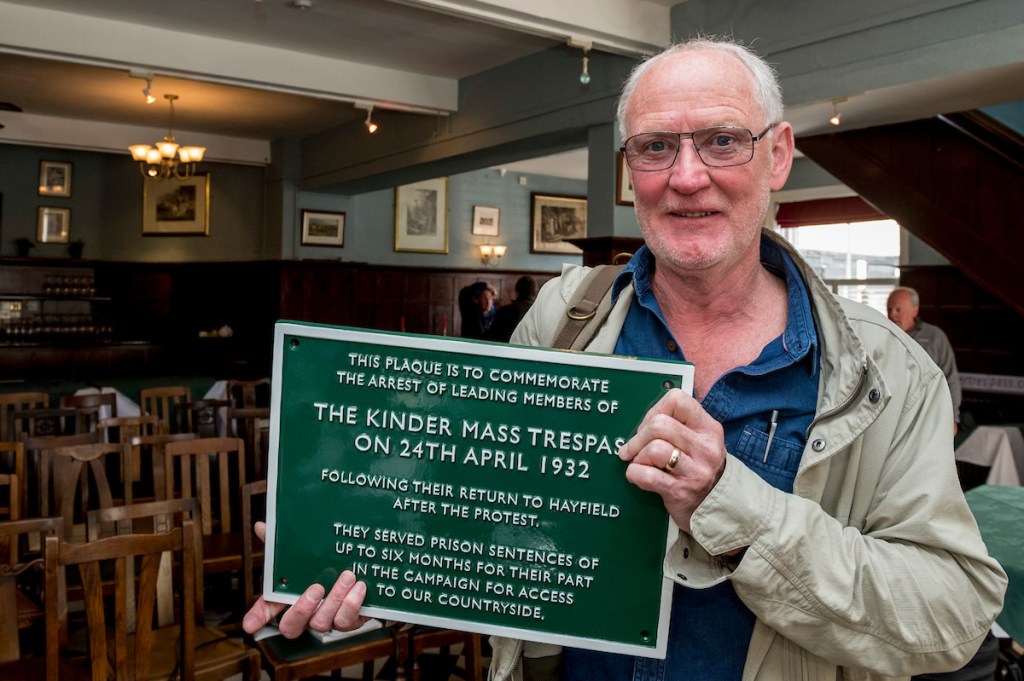 THIS PLAQUE IS TO COMMEMORATE
THE ARREST OF LEADING MEMBERS OF
THE KINDER MASS TRESPASS
ON 24TH APRIL 1932
FOLLOWING THEIR RETURN TO HAYFIELD
AFTER THE PROTEST.
THEY SERVED PRISON SENTENCES OF
UP TO SIX MONTHS FOR THEIR PART
IN THE CAMPAIGN FOR ACCESS
TO OUR COUNTRYSIDE.